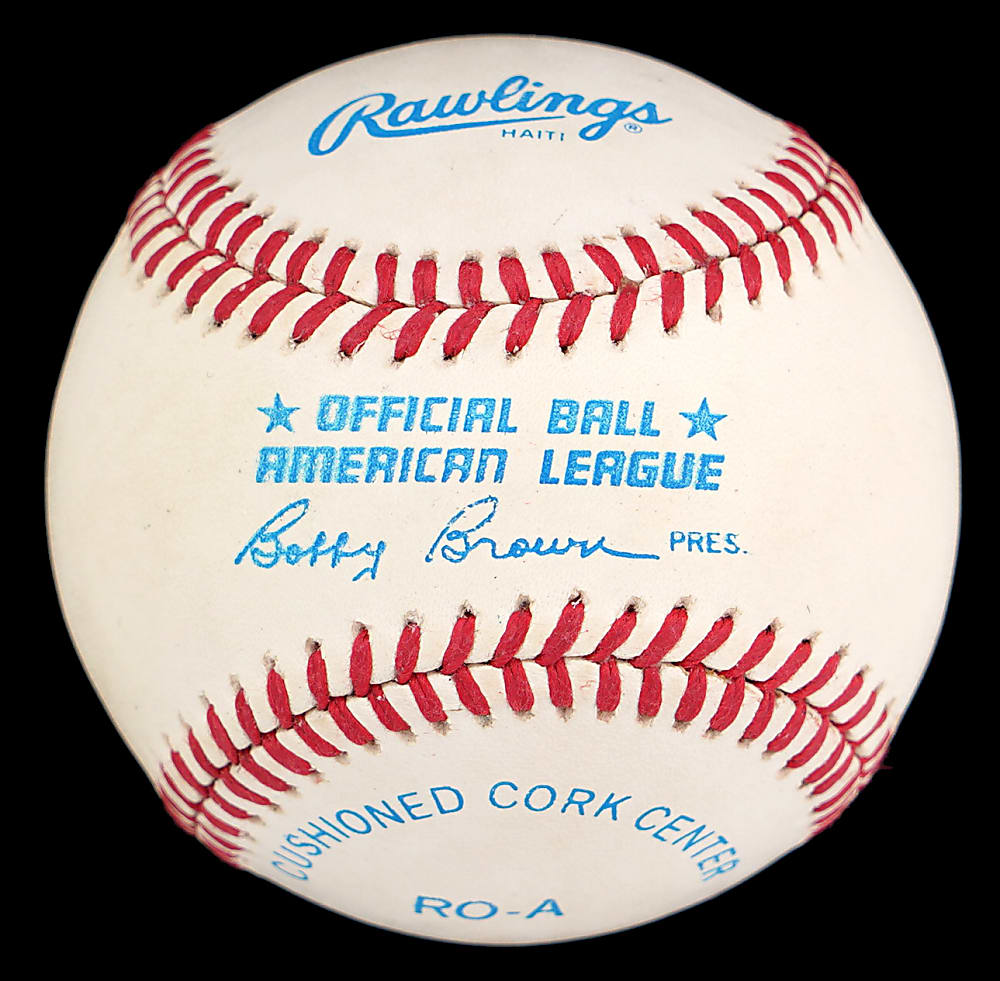 Rawlings ®
HAITI
★ OFFICIAL BALL ★
AMERICAN LEAGUE
Bobby Brown PRES.
CUSHIONED CORK CENTER
RO-A